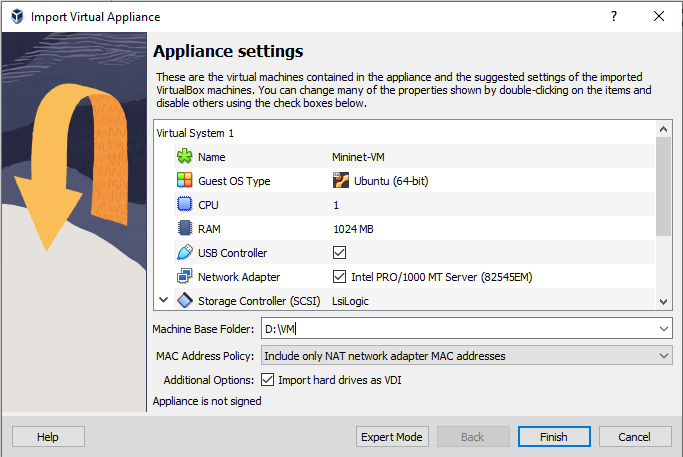 Import Virtual Appliance
?
Appliance settings
These are the virtual machines contained in the appliance and the suggested settings of the imported
VirtualBox machines. You can change many of the properties shown by double-clicking on the items and
disable others using the check boxes below.
Virtual System 1
Name Mininet-VM
Guest OS Type Ubuntu (64-bit)
CPU 1
RAM 1024 MB
USB Controller
Network Adapter Intel PRO/1000 MT Server (82545EM)
Storage Controller (SCSI) LsiLogic
Machine Base Folder: D:\VM
MAC Address Policy: Include only NAT network adapter MAC addresses
Additional Options: Import hard drives as VDI
Appliance is not signed
Help Expert Mode Back Finish Cancel